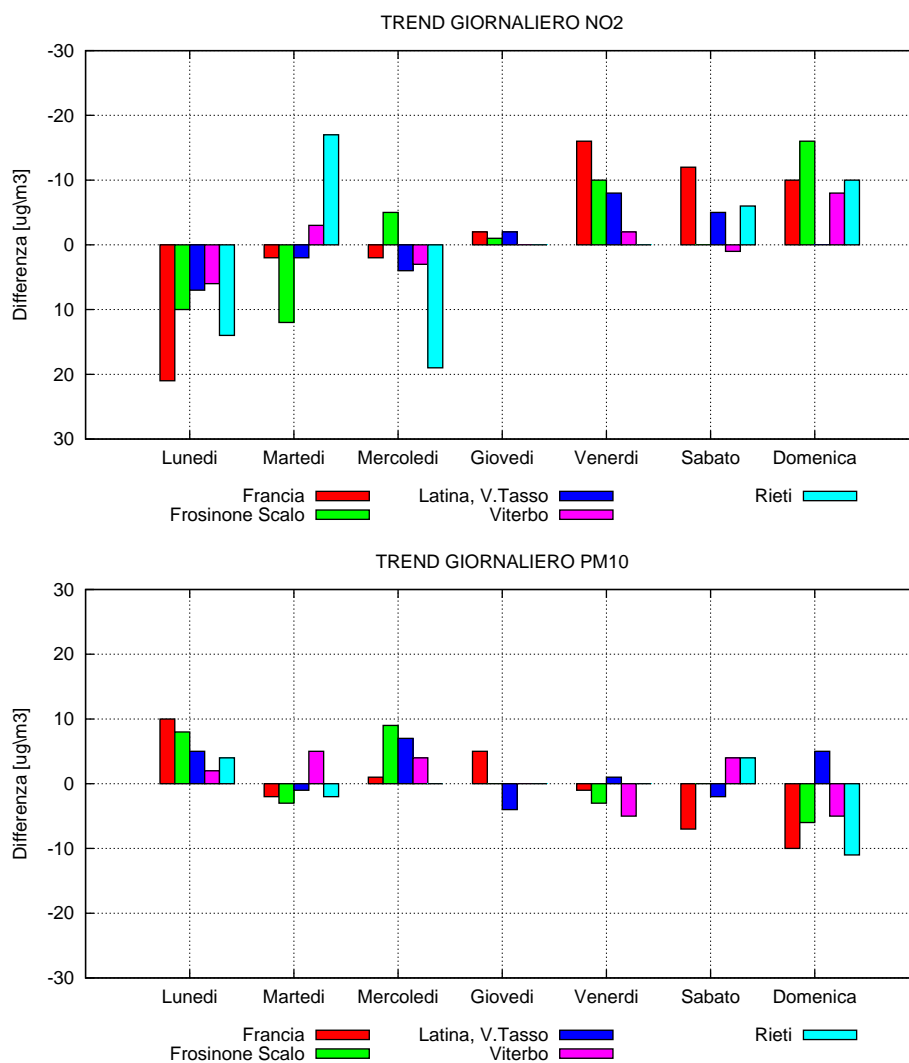 TREND GIORNALIERO NO2
-30
-20
-10
0
10
20
30
Differenza [ug\m3]
Lunedi Martedi Mercoledi Giovedi Venerdi Sabato Domenica
Francia Latina, V.Tasso Rieti
Frosinone Scalo Viterbo
TREND GIORNALIERO PM10
30
20
10
0
-10
-20
-30
Differenza [ug\m3]
Lunedi Martedi Mercoledi Giovedi Venerdi Sabato Domenica
Francia Latina, V.Tasso Rieti
Frosinone Scalo Viterbo